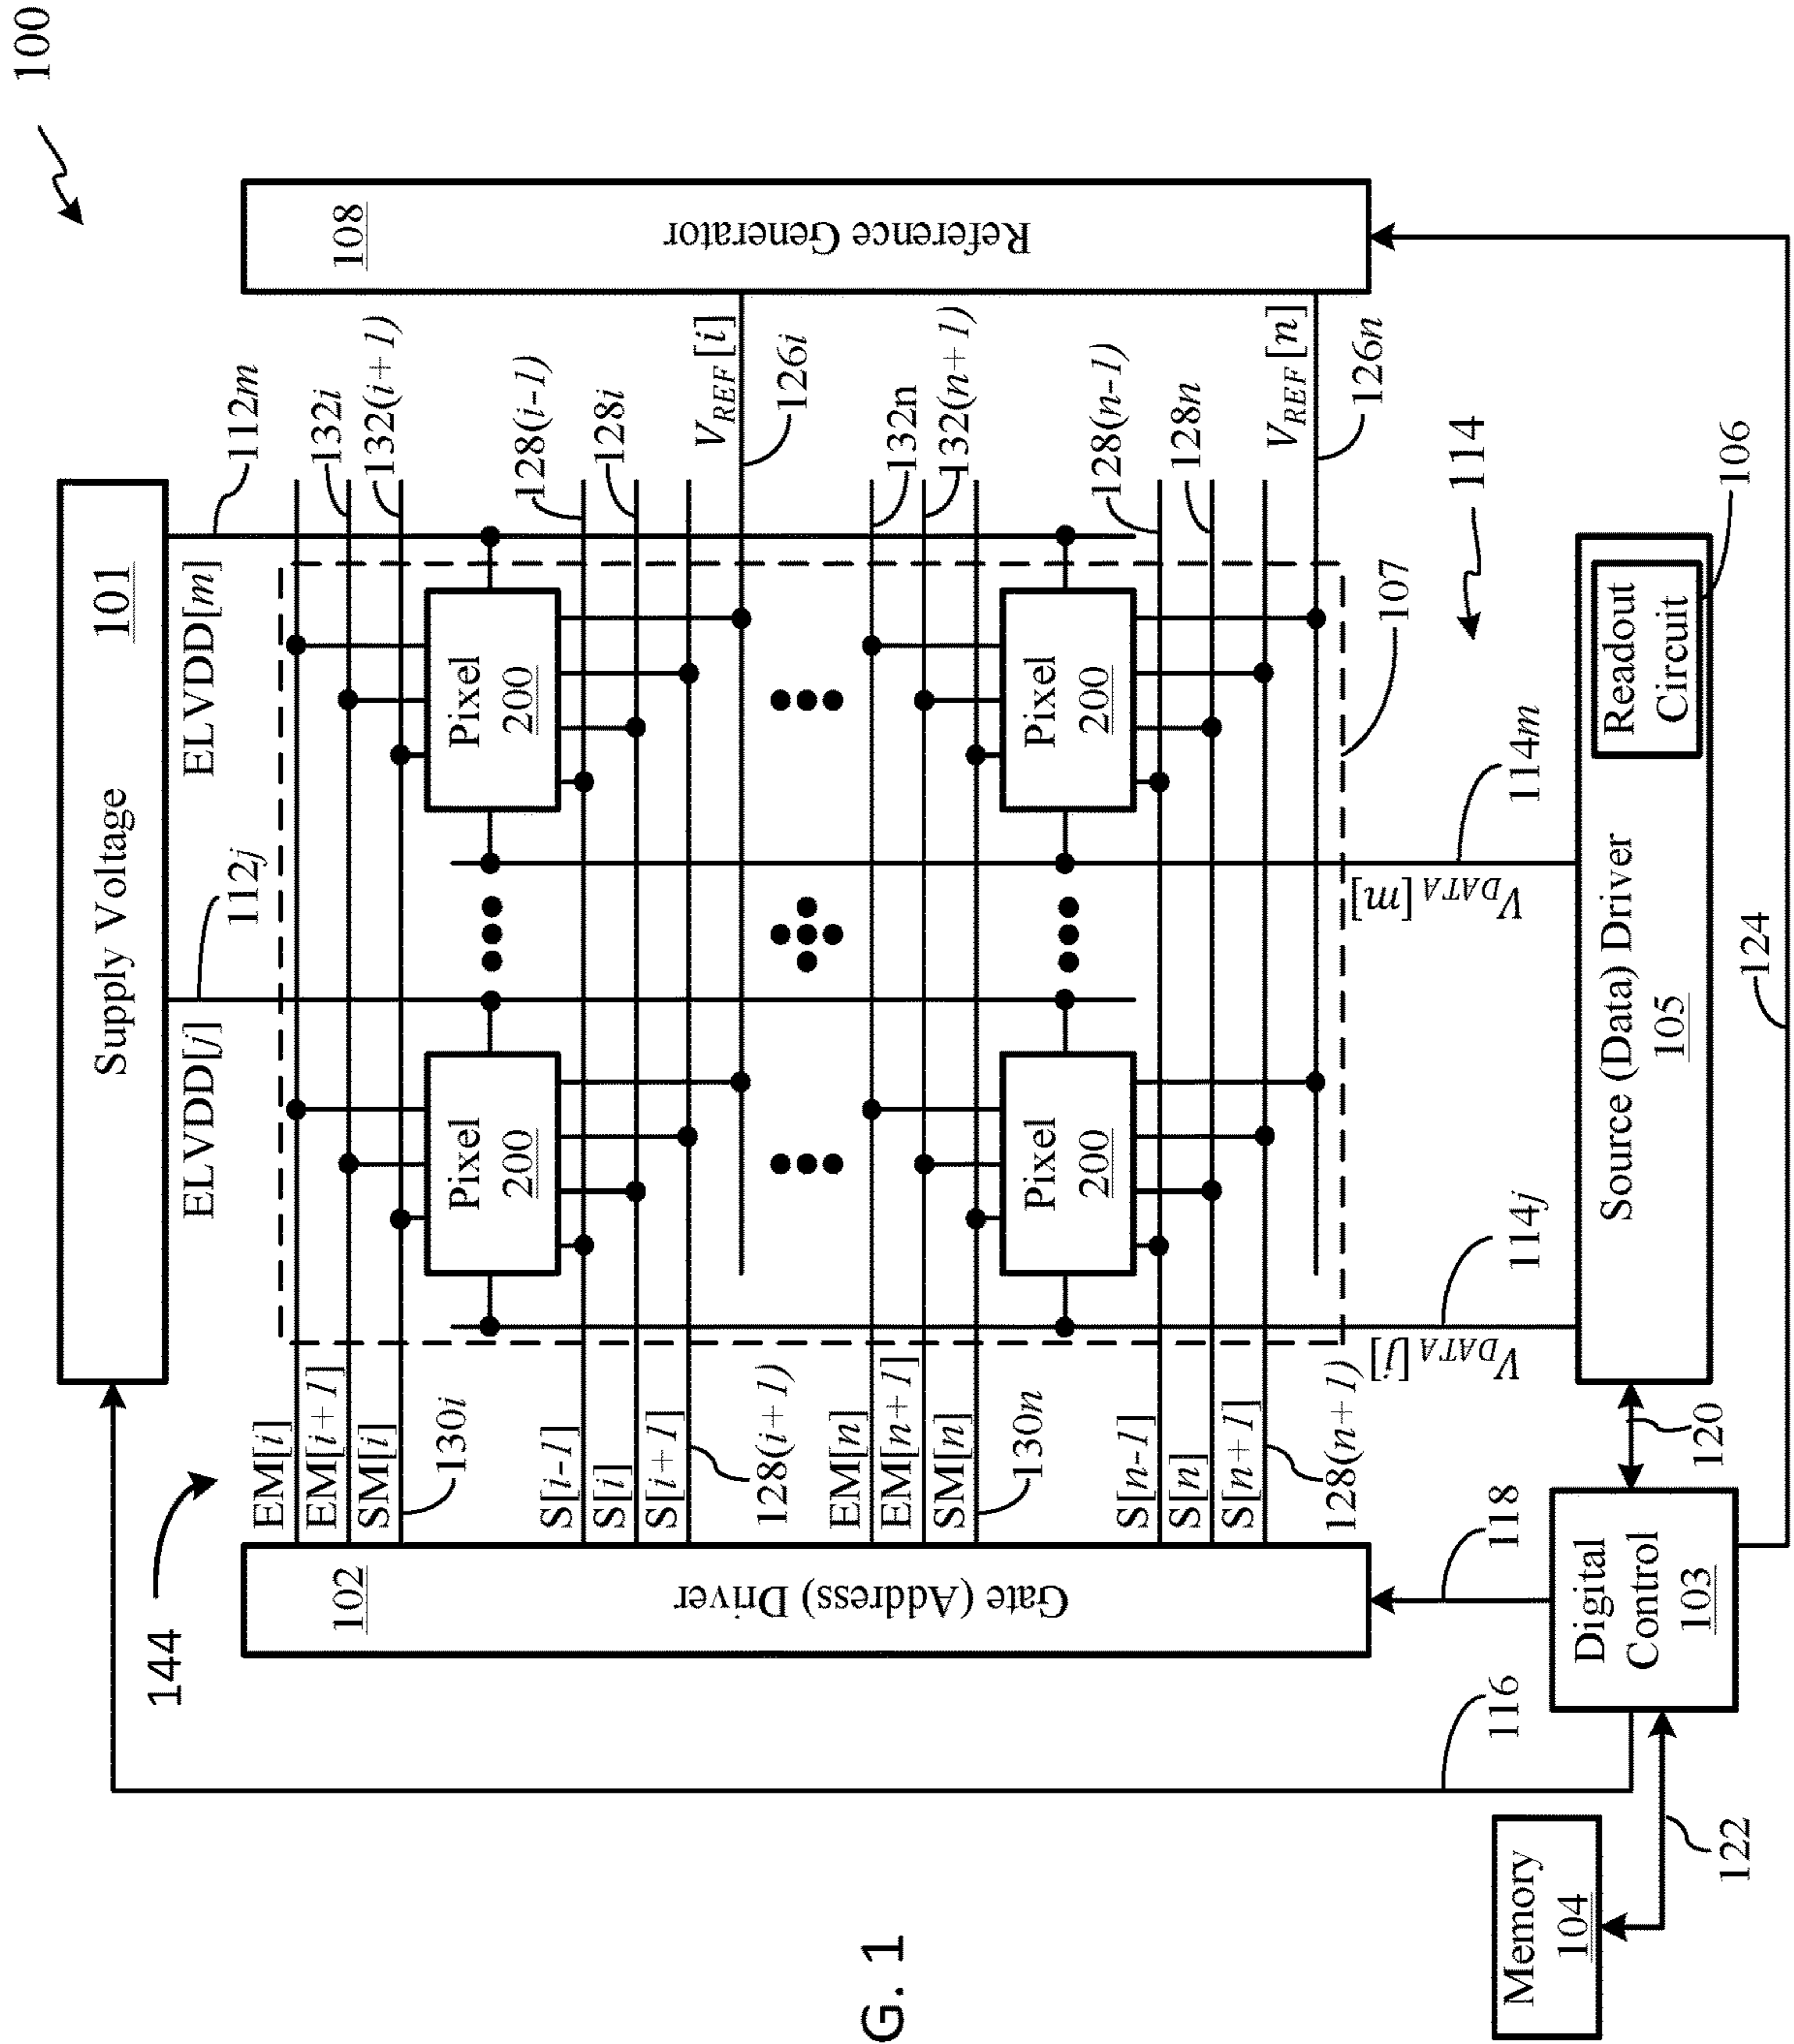 100
Supply Voltage
101
ELVDD[j]
112j
ELVDD[m]
112m
144
EM[i]
EM[i+1]
SM[i]
130i
S[i-1]
S[i]
S[i+1]
128(i+1)
EM[n]
EM[n+1]
SM[n]
130n
S[n-1]
S[n]
S[n+1]
128(n+1)
Gate (Address) Driver
102
Pixel
200
Pixel
200
Pixel
200
Pixel
200
132i
132(i+1)
128(i-1)
128i
VREF[i]
126i
132n
132(n+1)
128(n-1)
128n
VREF[n]
126n
Reference Generator
108
107
114
VDATA[j]
114j
VDATA[m]
114m
Source (Data) Driver
105
Readout
Circuit
106
124
120
118
Digital
Control
103
116
122
Memory
104
G. 1